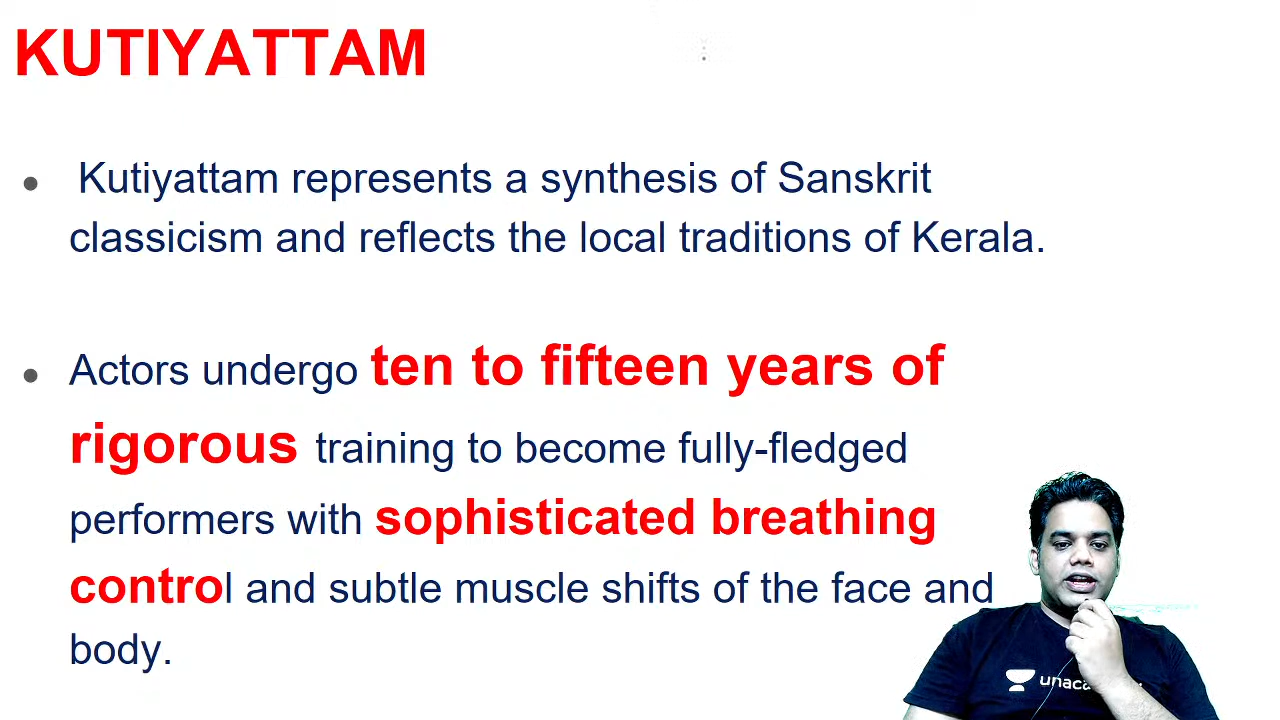 KUTIYATTAM
● Kutiyattam represents a synthesis of Sanskrit
classicism and reflects the local traditions of Kerala.
● Actors undergo ten to fifteen years of
rigorous training to become fully-fledged
performers with sophisticated breathing
control and subtle muscle shifts of the face and
body.